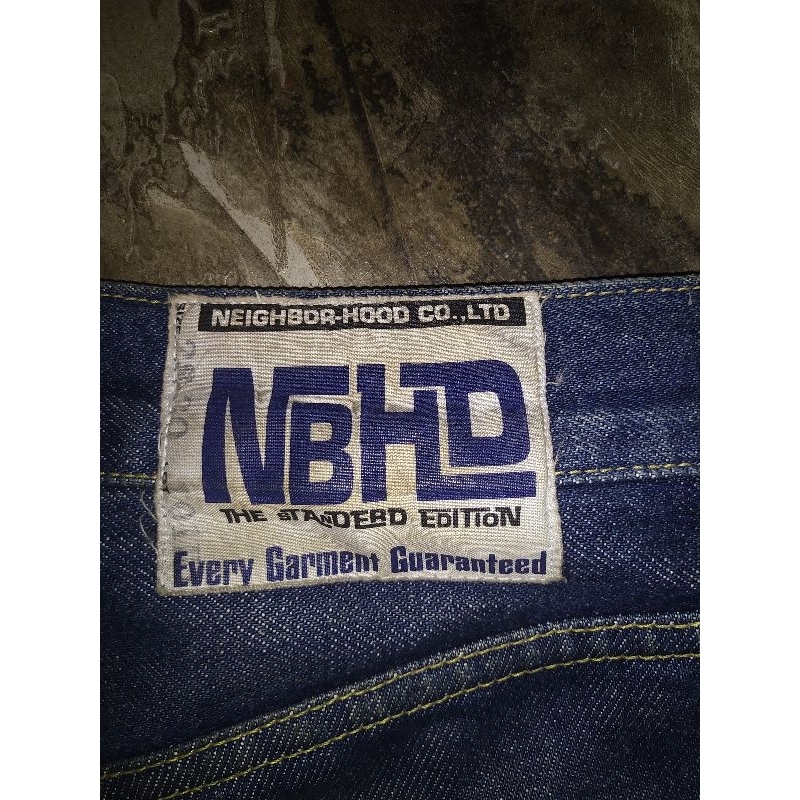 NEIGHBOR-HOOD CO.,LTD
NBHD
THE STANDERD EDITION
Every Garment Guaranteed